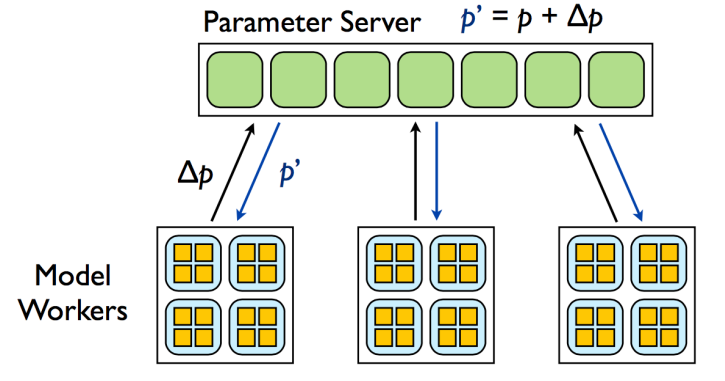 Parameter Server p’ = p + Δp
Δp
p’
Model
Workers